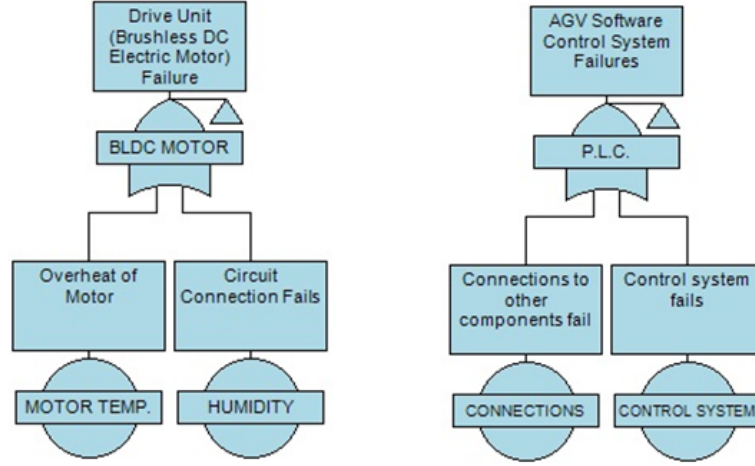 Drive Unit
(Brushless DC
Electric Motor)
Failure
BLDC MOTOR
Overheat of
Motor
MOTOR TEMP.
Circuit
Connection Fails
HUMIDITY
AGV Software
Control System
Failures
P.L.C.
Connections to
other
components fail
CONNECTIONS
Control system
fails
CONTROL SYSTEM